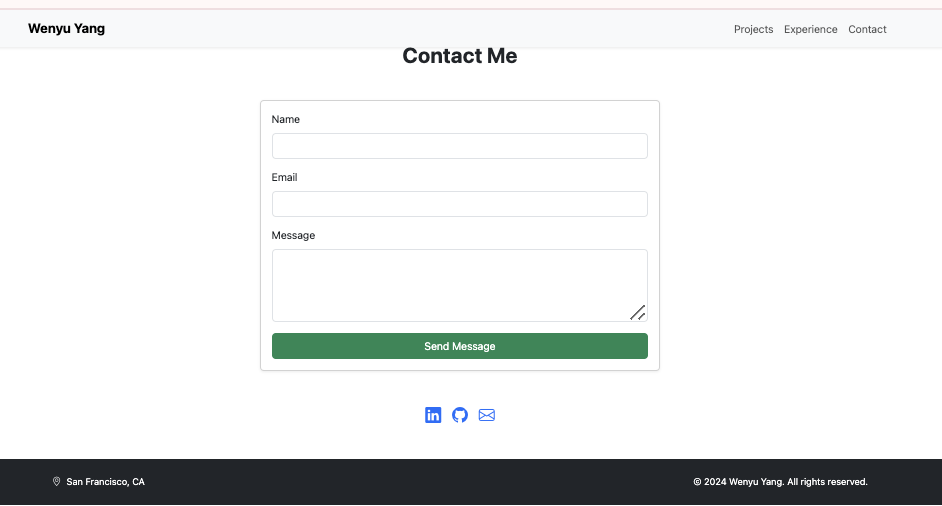 Wenyu Yang
Projects Experience Contact
Contact Me
Name
Email
Message
Send Message
San Francisco, CA
© 2024 Wenyu Yang. All rights reserved.